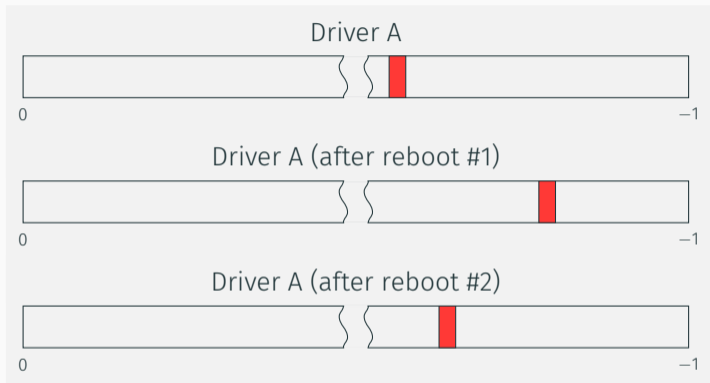 Driver A
0 −1
Driver A (after reboot #1)
0 −1
Driver A (after reboot #2)
0 −1